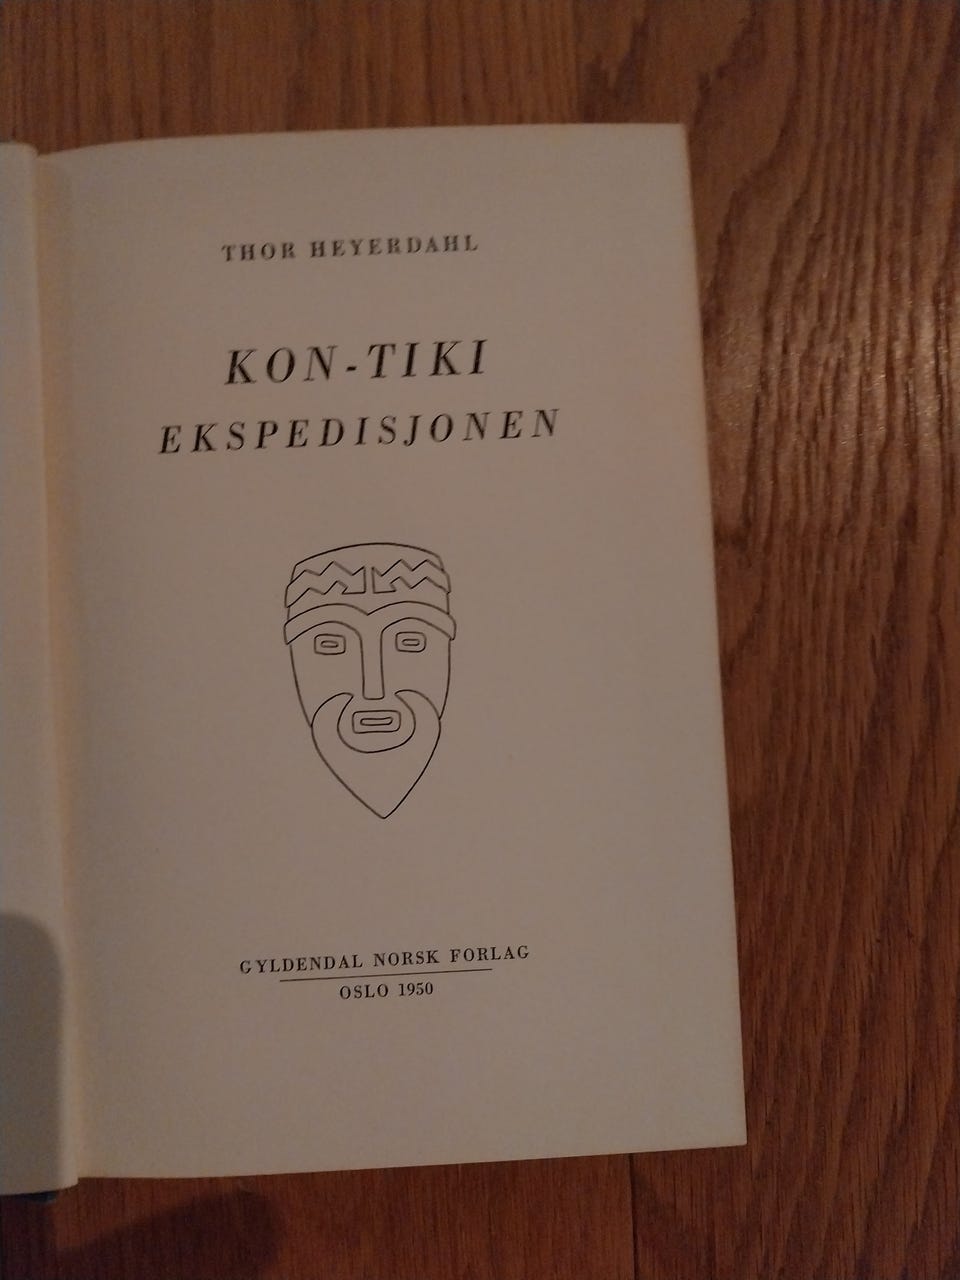 THOR HEYERDAHL
KON-TIKI
EKSPEDISJONEN
GYLDENDAL NORSK FORLAG
OSLO 1950